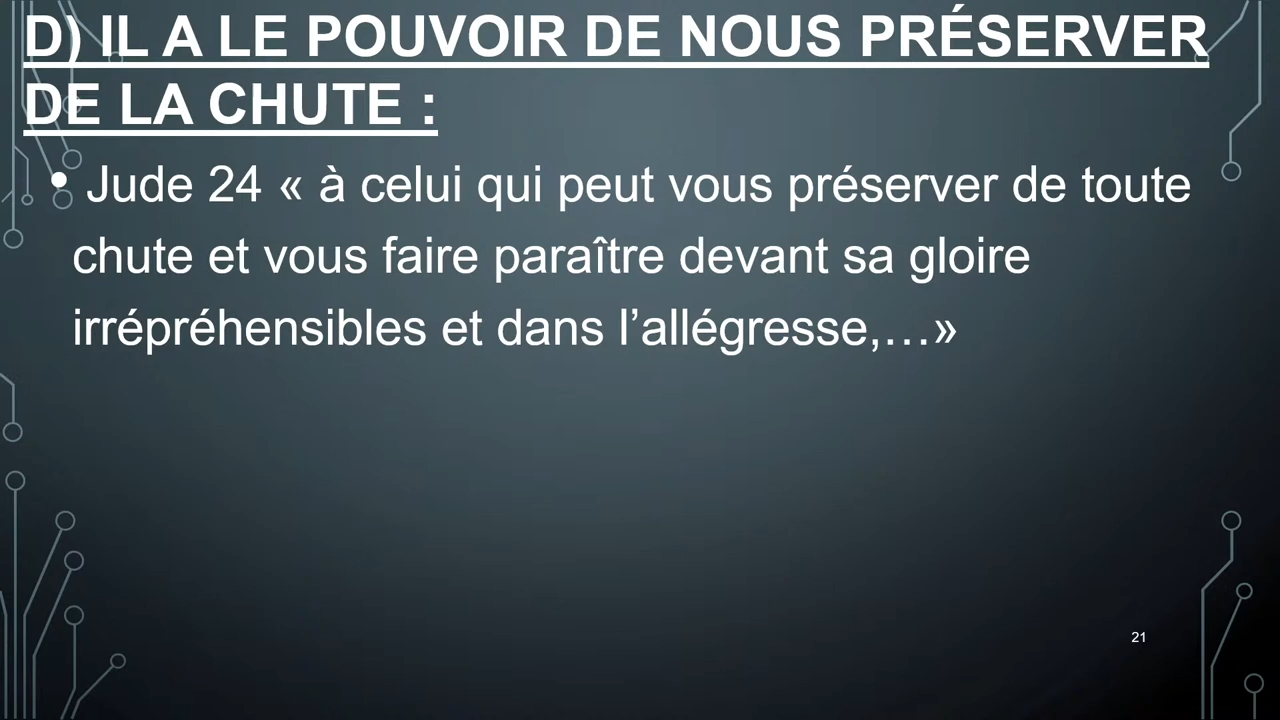 D) IL A LE POUVOIR DE NOUS PRÉSERVER
DE LA CHUTE :
• Jude 24 « à celui qui peut vous préserver de toute
chute et vous faire paraître devant sa gloire
irrépréhensibles et dans l’allégresse,…»
21